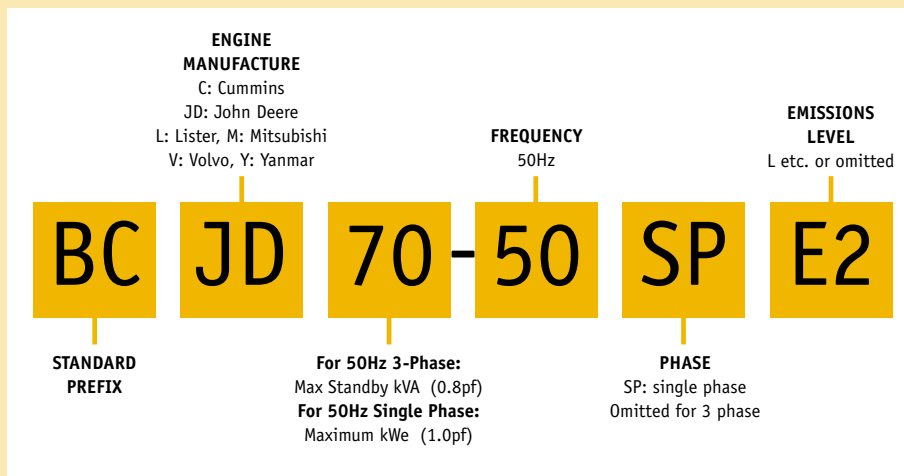 ENGINE
MANUFACTURE
C: Cummins
JD: John Deere
L: Lister, M: Mitsubishi
V: Volvo, Y: Yanmar
FREQUENCY
50Hz
EMISSIONS
LEVEL
L etc. or omitted
BC JD 70-50 SP E2
STANDARD
PREFIX
For 50Hz 3-Phase:
Max Standby kVA (0.8pf)
For 50Hz Single Phase:
Maximum kWe (1.0pf)
PHASE
SP: single phase
Omitted for 3 phase